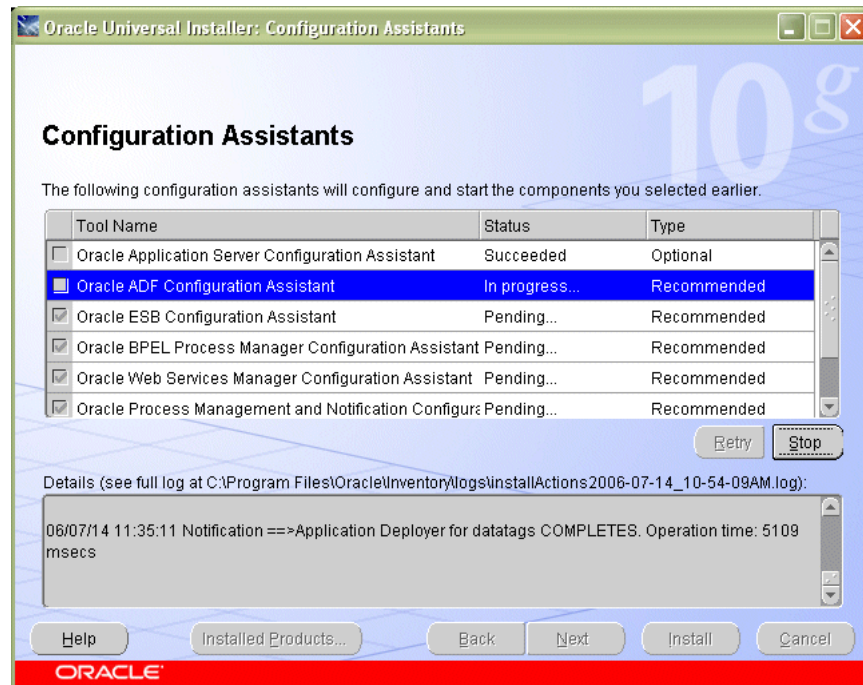 Oracle Universal Installer: Configuration Assistants
10g
Configuration Assistants
The following configuration assistants will configure and start the components you selected earlier.
Tool Name Status Type
Oracle Application Server Configuration Assistant Succeeded Optional
Oracle ADF Configuration Assistant In progress... Recommended
Oracle ESB Configuration Assistant Pending... Recommended
Oracle BPEL Process Manager Configuration Assistant Pending... Recommended
Oracle Web Services Manager Configuration Assistant Pending... Recommended
Oracle Process Management and Notification Configura Pending... Recommended
Retry Stop
Details (see full log at C:\Program Files\Oracle\Inventory\logs\installActions2006-07-14_10-54-09AM.log):
06/07/14 11:35:11 Notification ==>Application Deployer for datatags COMPLETES. Operation time: 5109
msecs
Help Installed Products... Back Next Install Cancel
ORACLE